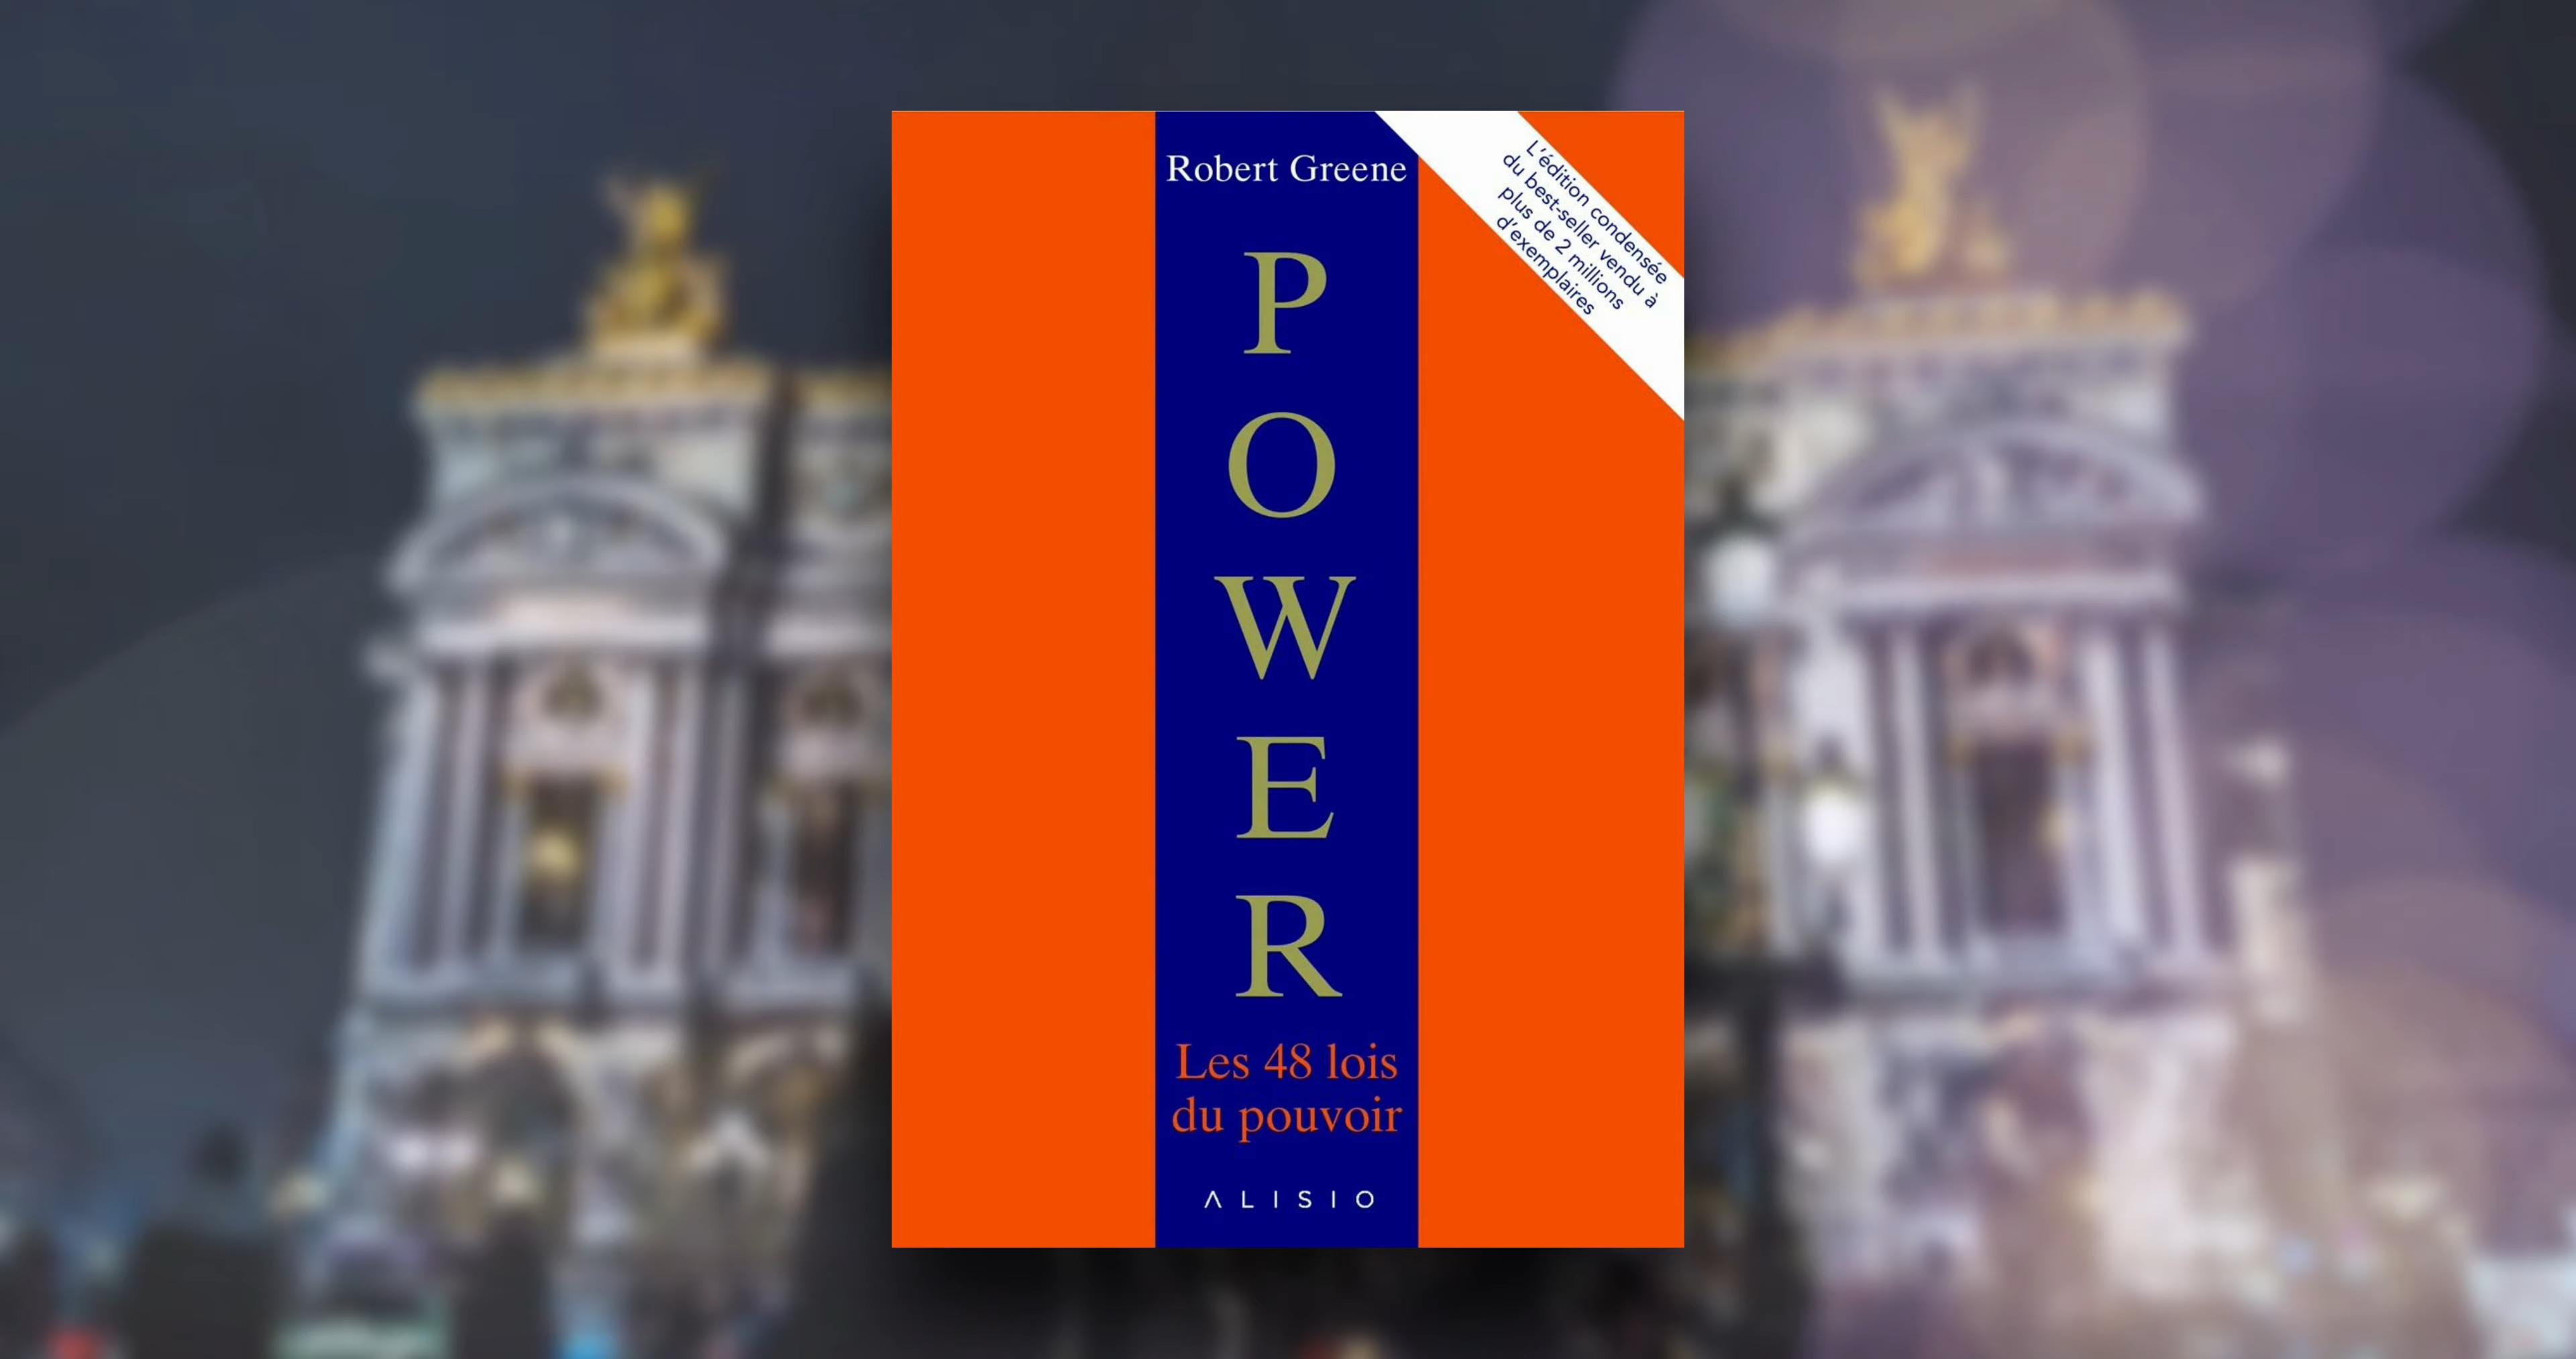 Robert Greene
L'édition condensée
du best-seller vendu à
plus de 2 millions
d'exemplaires
P
O
W
E
R
Les 48 lois
du pouvoir
ALISIO